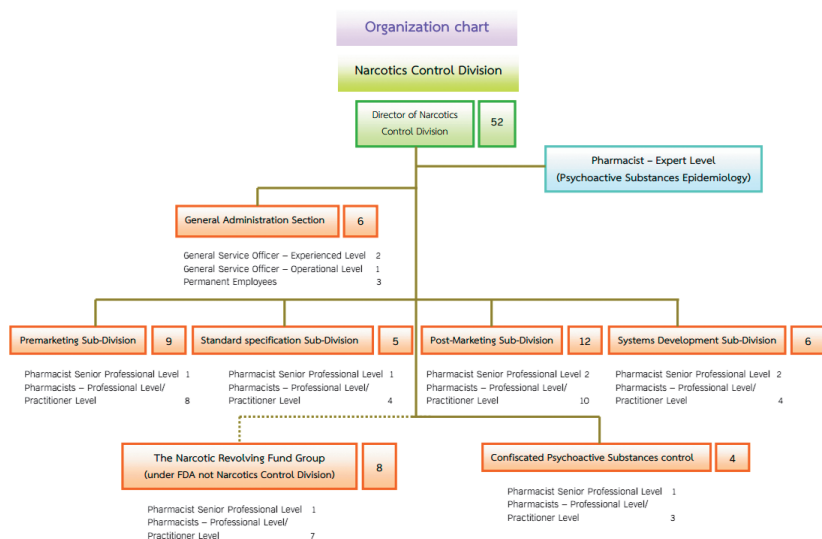 Organization chart
Narcotics Control Division
Director of Narcotics
Control Division
52
Pharmacist – Expert Level
(Psychoactive Substances Epidemiology)
General Administration Section
6
General Service Officer – Experienced Level 2
General Service Officer – Operational Level 1
Permanent Employees 3
Premarketing Sub-Division
9
Pharmacist Senior Professional Level 1
Pharmacists – Professional Level/
Practitioner Level 8
Standard specification Sub-Division
5
Pharmacist Senior Professional Level 1
Pharmacists – Professional Level/
Practitioner Level 4
Post-Marketing Sub-Division
12
Pharmacist Senior Professional Level 2
Pharmacists – Professional Level/
Practitioner Level 10
Systems Development Sub-Division
6
Pharmacist Senior Professional Level 2
Pharmacists – Professional Level/
Practitioner Level 4
The Narcotic Revolving Fund Group
(under FDA not Narcotics Control Division)
8
Pharmacist Senior Professional Level 1
Pharmacists – Professional Level/
Practitioner Level 7
Confiscated Psychoactive Substances control
4
Pharmacist Senior Professional Level 1
Pharmacists – Professional Level/
Practitioner Level 3